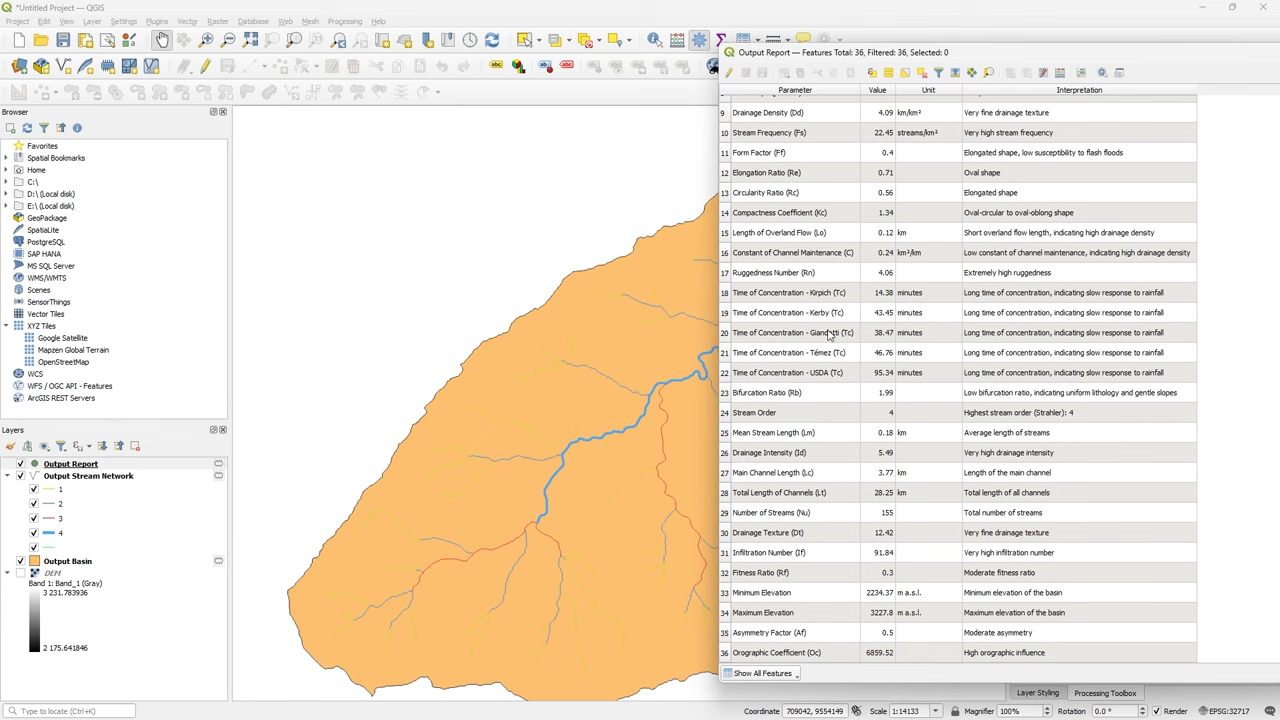 *Untitled Project — QGIS
Project Edit View Layer Settings Plugins Vector Raster Database Web Mesh Processing Help
Output Report — Features Total: 36, Filtered: 36, Selected: 0
Parameter Value Unit Interpretation
9 Drainage Density (Dd) 4.09 km/km² Very fine drainage texture
10 Stream Frequency (Fs) 22.45 streams/km² Very high stream frequency
11 Form Factor (Ff) 0.4 Elongated shape, low susceptibility to flash floods
12 Elongation Ratio (Re) 0.71 Oval shape
13 Circularity Ratio (Rc) 0.56 Elongated shape
14 Compactness Coefficient (Kc) 1.34 Oval-circular to oval-oblong shape
15 Length of Overland Flow (Lo) 0.12 km Short overland flow length, indicating high drainage density
16 Constant of Channel Maintenance (C) 0.24 km²/km Low constant of channel maintenance, indicating high drainage density
17 Ruggedness Number (Rn) 4.06 Extremely high ruggedness
18 Time of Concentration - Kirpich (Tc) 14.38 minutes Long time of concentration, indicating slow response to rainfall
19 Time of Concentration - Kerby (Tc) 43.45 minutes Long time of concentration, indicating slow response to rainfall
20 Time of Concentration - Giandotti (Tc) 38.47 minutes Long time of concentration, indicating slow response to rainfall
21 Time of Concentration - Témez (Tc) 46.76 minutes Long time of concentration, indicating slow response to rainfall
22 Time of Concentration - USDA (Tc) 95.34 minutes Long time of concentration, indicating slow response to rainfall
23 Bifurcation Ratio (Rb) 1.99 Low bifurcation ratio, indicating uniform lithology and gentle slopes
24 Stream Order 4 Highest stream order (Strahler): 4
25 Mean Stream Length (Lm) 0.18 km Average length of streams
26 Drainage Intensity (Id) 5.49 Very high drainage intensity
27 Main Channel Length (Lc) 3.77 km Length of the main channel
28 Total Length of Channels (Lt) 28.25 km Total length of all channels
29 Number of Streams (Nu) 155 Total number of streams
30 Drainage Texture (Dt) 12.42 Very fine drainage texture
31 Infiltration Number (If) 91.84 Very high infiltration number
32 Fitness Ratio (Rf) 0.3 Moderate fitness ratio
33 Minimum Elevation 2234.37 m a.s.l. Minimum elevation of the basin
34 Maximum Elevation 3227.8 m a.s.l. Maximum elevation of the basin
35 Asymmetry Factor (Af) 0.5 Moderate asymmetry
36 Orographic Coefficient (Oc) 6859.52 High orographic influence
Show All Features
Browser
Favorites
Spatial Bookmarks
Home
C:\
D:\ (Local disk)
E:\ (Local disk)
GeoPackage
SpatiaLite
PostgreSQL
SAP HANA
MS SQL Server
WMS/WMTS
Scenes
SensorThings
Vector Tiles
XYZ Tiles
Google Satellite
Mapzen Global Terrain
OpenStreetMap
WCS
WFS / OGC API - Features
ArcGIS REST Servers
Layers
Output Report
Output Stream Network
1
2
3
4
Output Basin
DEM
Band 1: Band_1 (Gray)
3 231.783936
2 175.641846
Layer Styling Processing Toolbox
Type to locate (Ctrl+K)
Coordinate 709042, 9554149 Scale 1:14133 Magnifier 100% Rotation 0.0 ° Render EPSG:32717